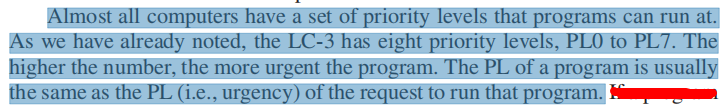 Almost all computers have a set of priority levels that programs can run at.
As we have already noted, the LC-3 has eight priority levels, PL0 to PL7. The
higher the number, the more urgent the program. The PL of a program is usually
the same as the PL (i.e., urgency) of the request to run that program.